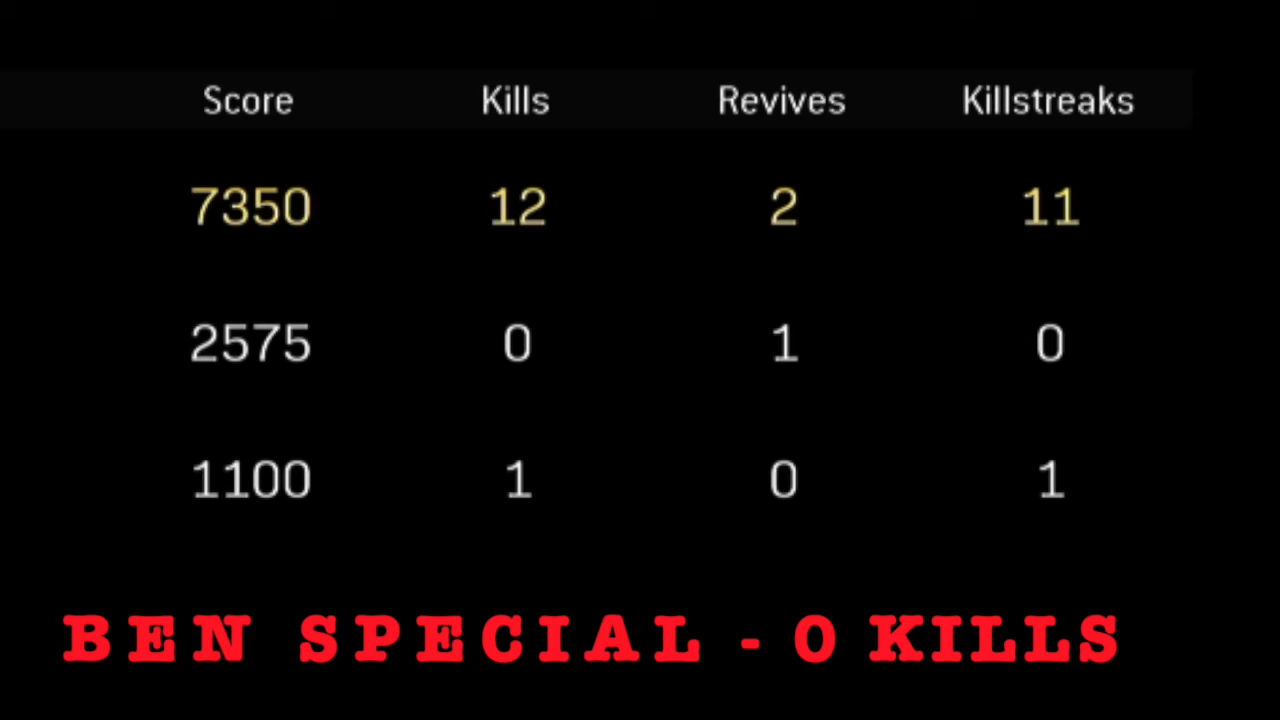 Score Kills Revives Killstreaks
7350 12 2 11
2575 0 1 0
1100 1 0 1
BEN SPECIAL - 0 KILLS